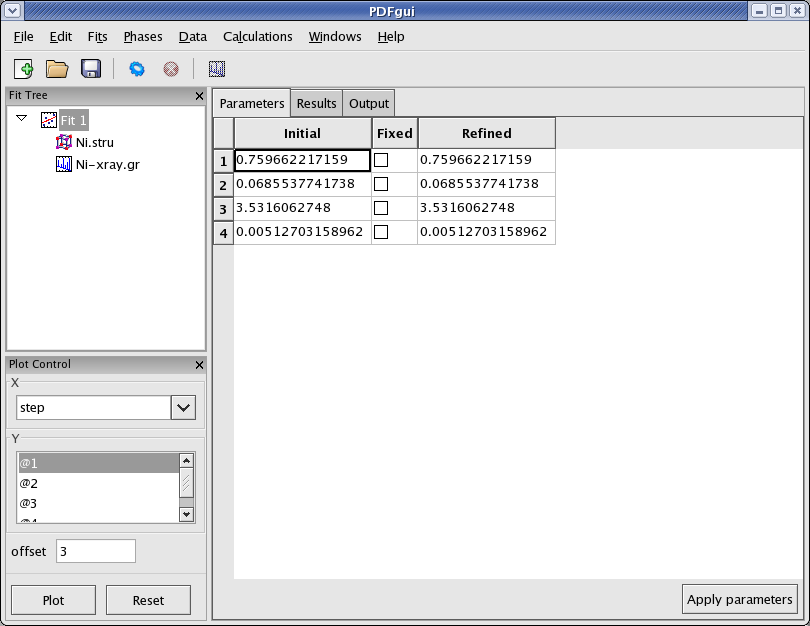 PDFgui
File Edit Fits Phases Data Calculations Windows Help
Fit Tree
Fit 1
Ni.stru
Ni-xray.gr
Parameters Results Output
Initial Fixed Refined
1 0.759662217159 0.759662217159
2 0.0685537741738 0.0685537741738
3 3.5316062748 3.5316062748
4 0.00512703158962 0.00512703158962
Plot Control
X
step
Y
@1
@2
@3
@4
offset 3
Plot Reset
Apply parameters